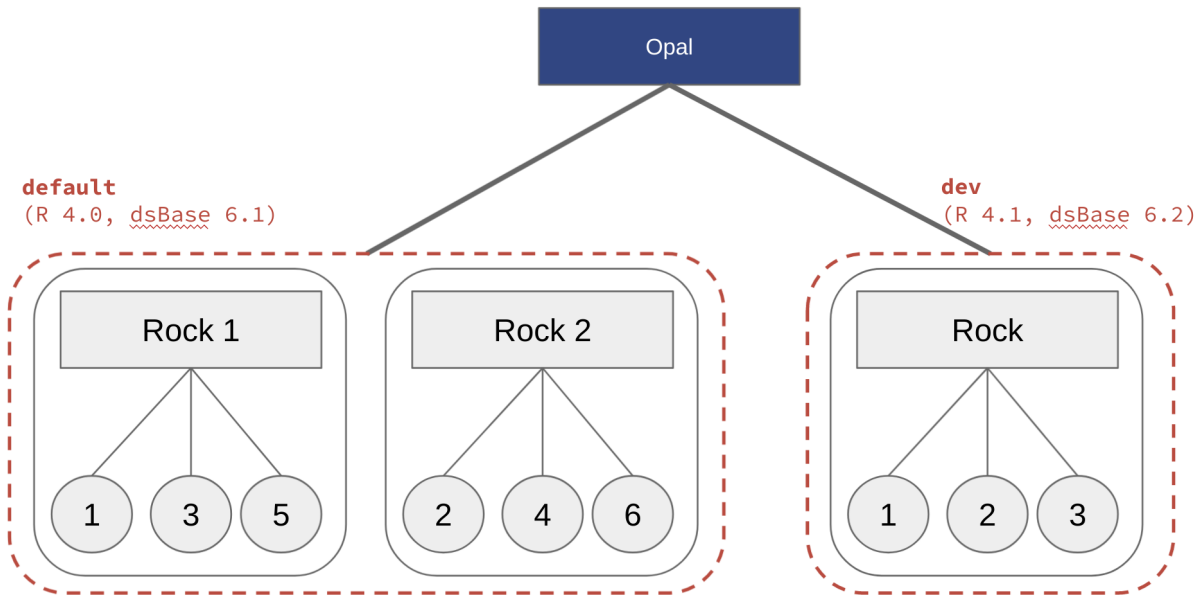 Opal
default
(R 4.0, dsBase 6.1)
dev
(R 4.1, dsBase 6.2)
Rock 1
Rock 2
Rock
1 3 5
2 4 6
1 2 3